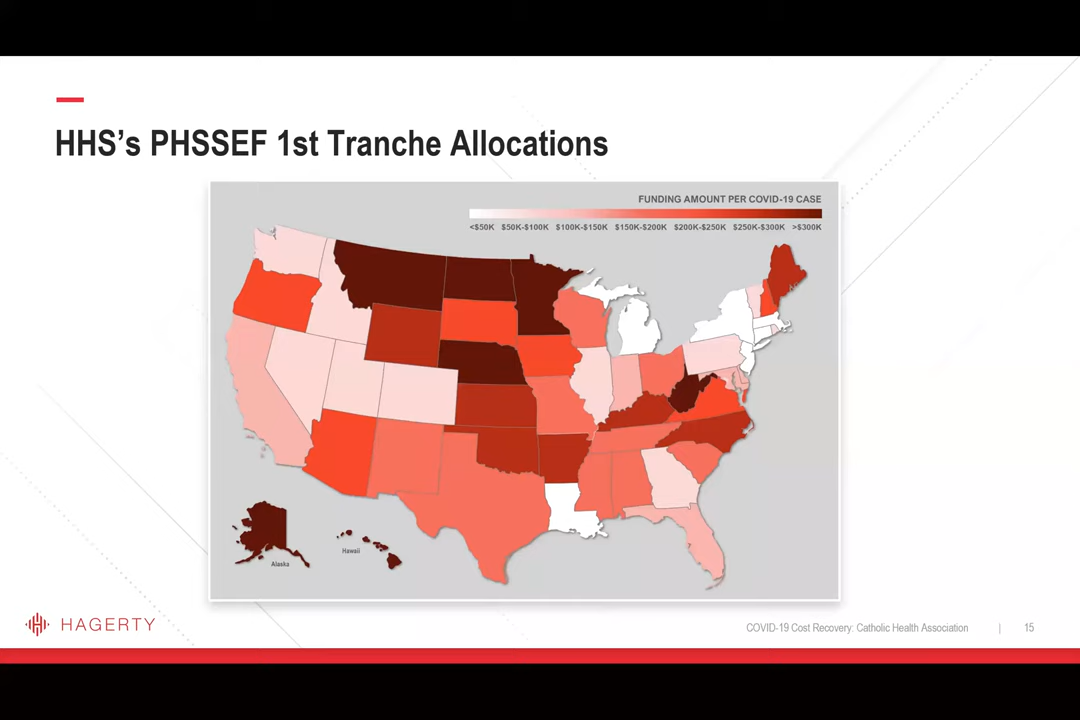 HHS’s PHSSEF 1st Tranche Allocations
FUNDING AMOUNT PER COVID-19 CASE
<$50K $50K-$100K $100K-$150K $150K-$200K $200K-$250K $250K-$300K >$300K
Hawaii
Alaska
HAGERTY
COVID-19 Cost Recovery: Catholic Health Association | 15